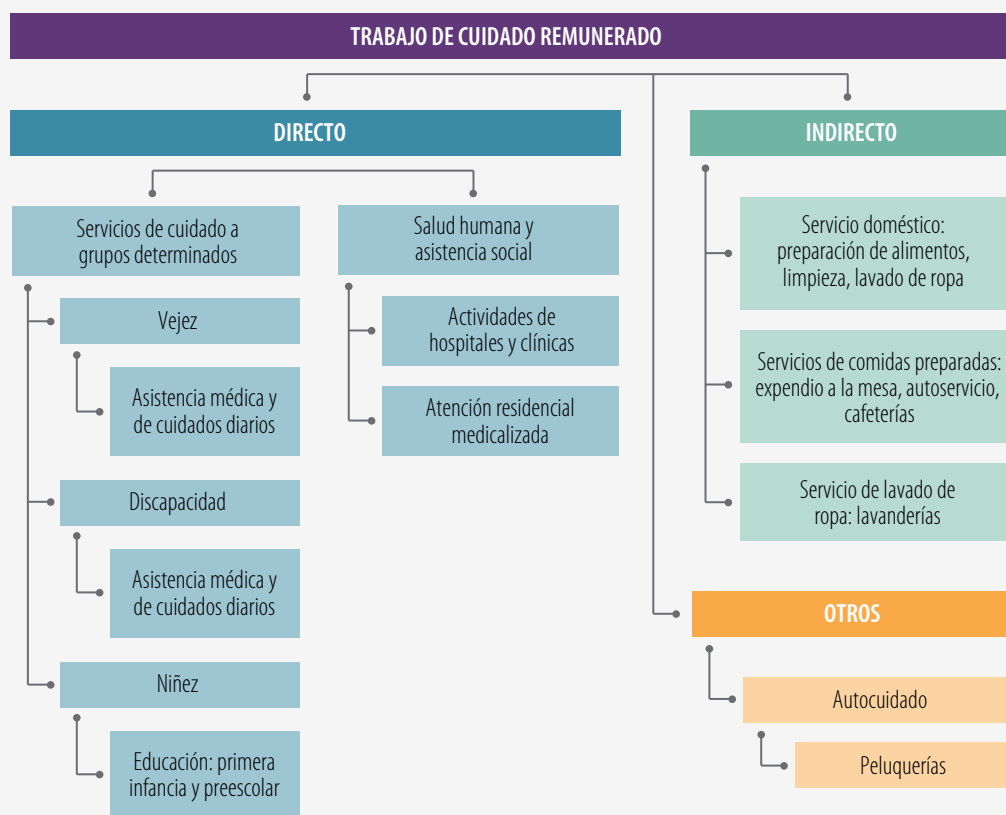 TRABAJO DE CUIDADO REMUNERADO
DIRECTO
Servicios de cuidado a
grupos determinados
Vejez
Asistencia médica y
de cuidados diarios
Discapacidad
Asistencia médica y
de cuidados diarios
Niñez
Educación: primera
infancia y preescolar
Salud humana y
asistencia social
Actividades de
hospitales y clínicas
Atención residencial
medicalizada
INDIRECTO
Servicio doméstico:
preparación de alimentos,
limpieza, lavado de ropa
Servicios de comidas preparadas:
expendio a la mesa, autoservicio,
cafeterías
Servicio de lavado de
ropa: lavanderías
OTROS
Autocuidado
Peluquerías